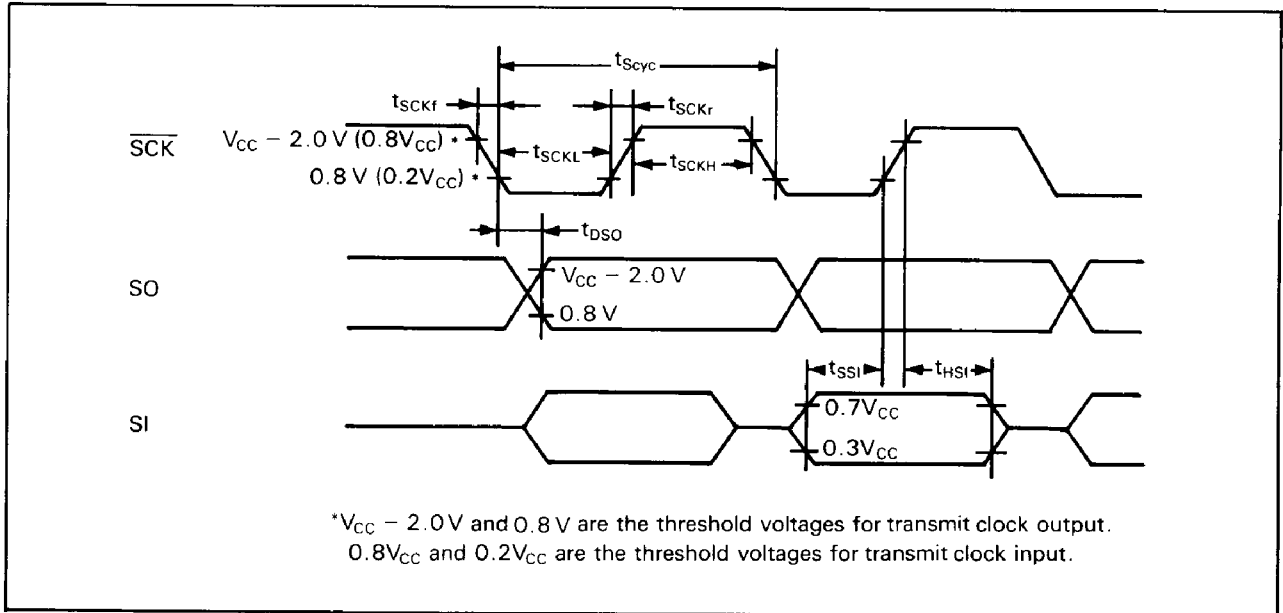 tScyc
tSCKf
tSCKr
SCK
VCC − 2.0 V (0.8VCC) *
tSCKL
tSCKH
0.8 V (0.2VCC) *
tDSO
SO
VCC − 2.0 V
0.8 V
tSSI
tHSI
SI
0.7VCC
0.3VCC
*VCC − 2.0 V and 0.8 V are the threshold voltages for transmit clock output.
0.8VCC and 0.2VCC are the threshold voltages for transmit clock input.